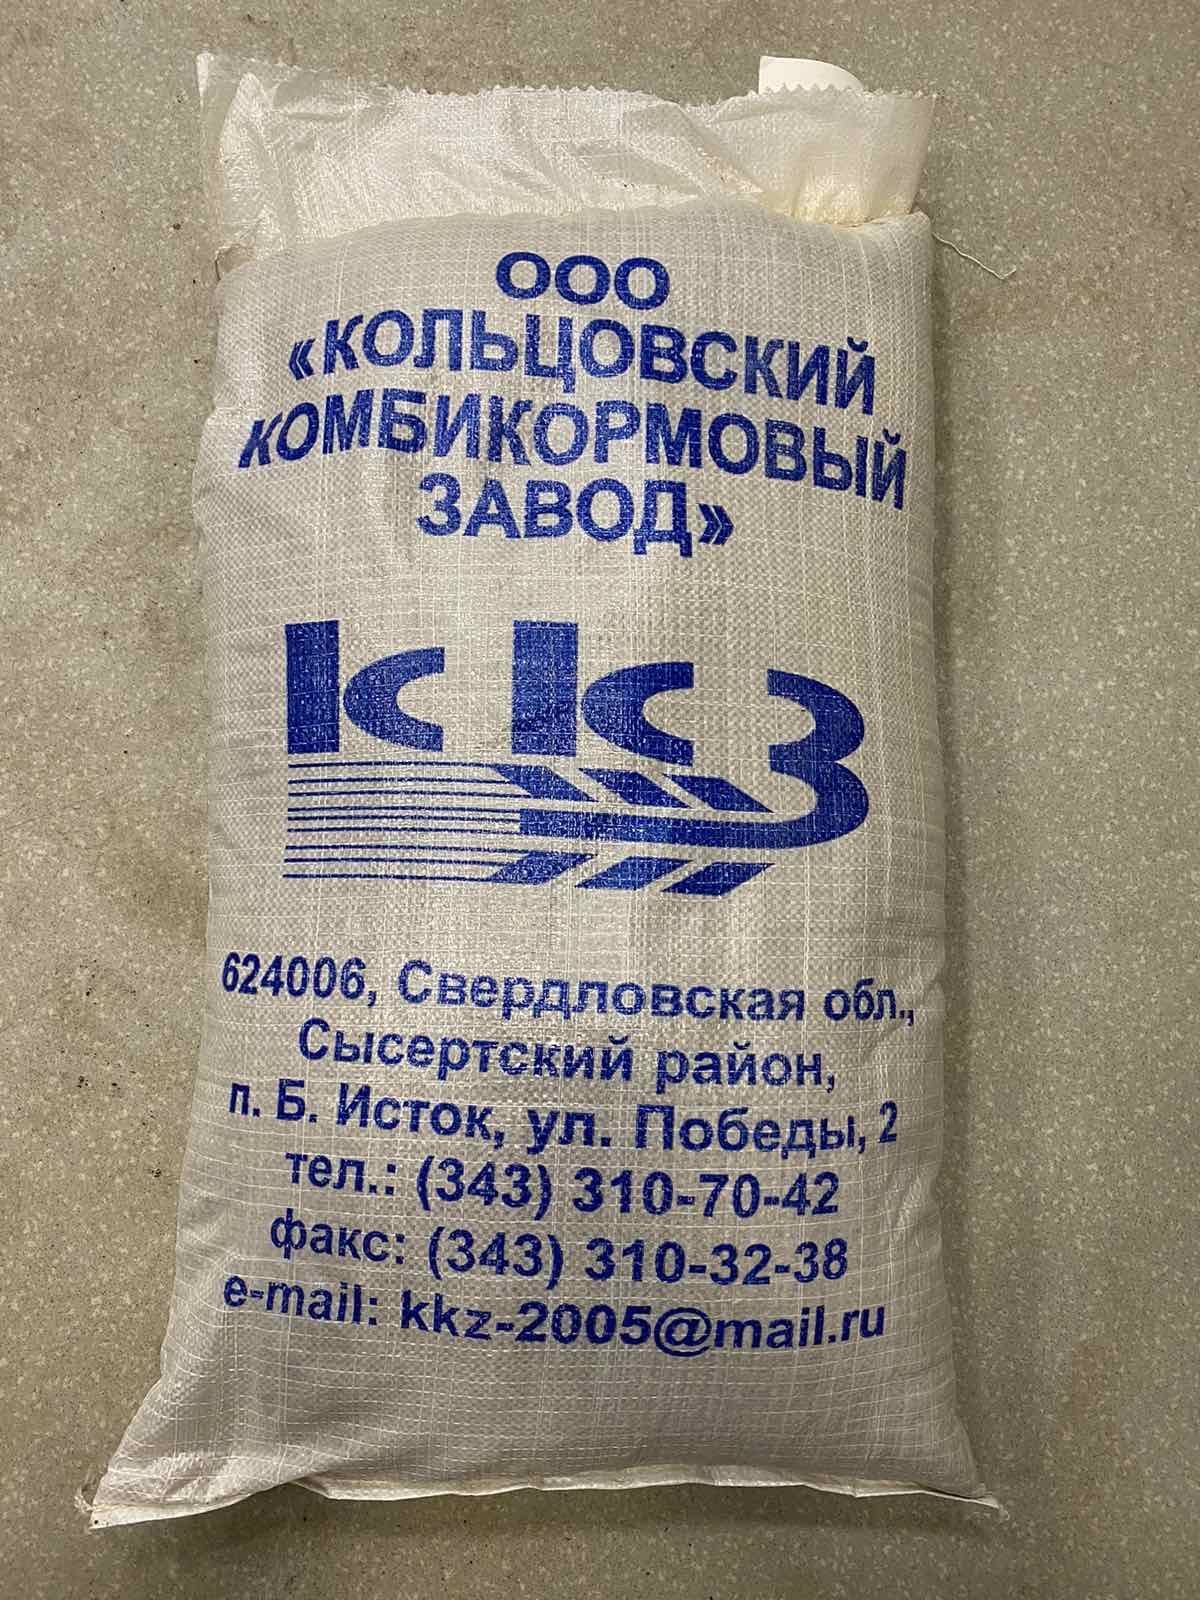 ООО
«КОЛЬЦОВСКИЙ
КОМБИКОРМОВЫЙ
ЗАВОД»
ККЗ
624006, Свердловская обл.,
Сысертский район,
п. Б. Исток, ул. Победы, 2
тел.: (343) 310-70-42
факс: (343) 310-32-38
e-mail: kkz-2005@mail.ru